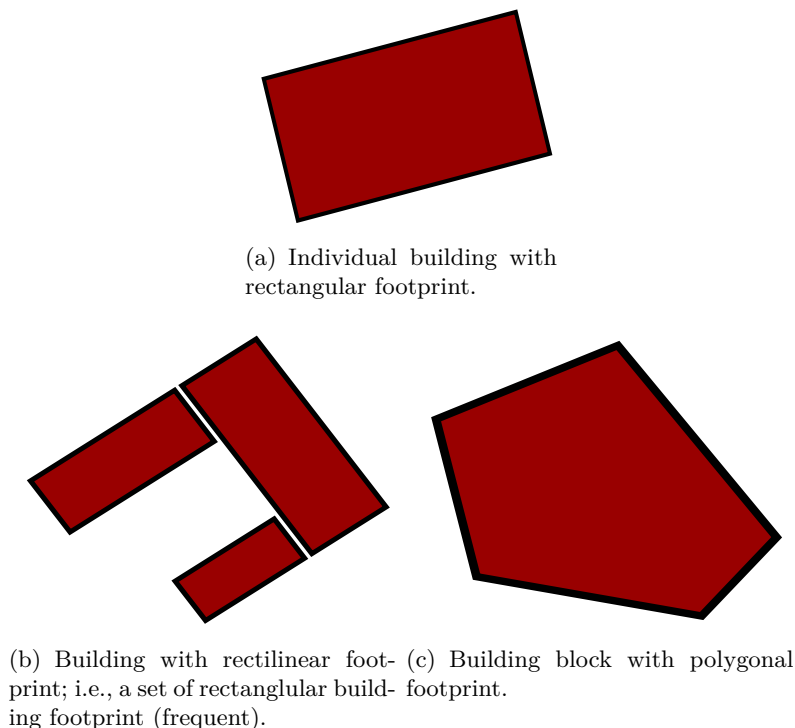 (a) Individual building with
rectangular footprint.
(b) Building with rectilinear foot-
print; i.e., a set of rectanglular build-
ing footprint (frequent).
(c) Building block with polygonal
footprint.